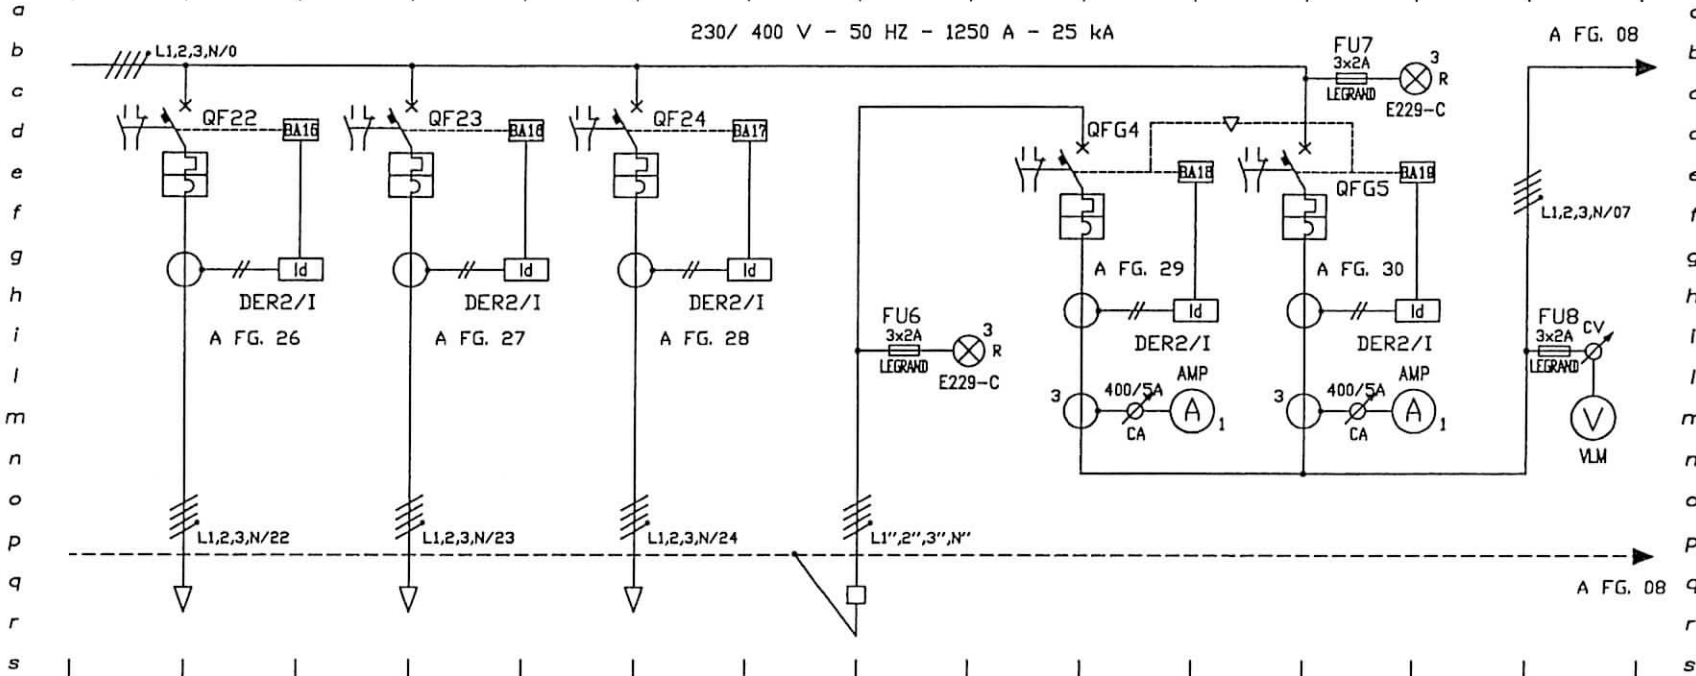 a
a
230/ 400 V - 50 HZ - 1250 A - 25 kA
FU7
A FG. 08
b
L1,2,3,N/0
3x2A
3
R
b
c
LEGRAND
E229-C
c
d
QF22
BA16
QF23
BA16
QF24
BA17
QFG4
d
e
BA18
QFG5
BA19
e
f
L1,2,3,N/07
f
g
Id
Id
Id
A FG. 29
A FG. 30
g
h
DER2/I
DER2/I
DER2/I
Id
Id
h
FU6
FU8
CV
i
A FG. 26
A FG. 27
A FG. 28
3x2A
3
R
DER2/I
DER2/I
3x2A
i
LEGRAND
LEGRAND
l
E229-C
400/5A
AMP
400/5A
AMP
l
m
3
A
1
3
A
1
V
m
CA
CA
n
VLM
n
o
o
p
L1,2,3,N/22
L1,2,3,N/23
L1,2,3,N/24
L1",2",3",N"
p
q
A FG. 08
q
r
r
s
s